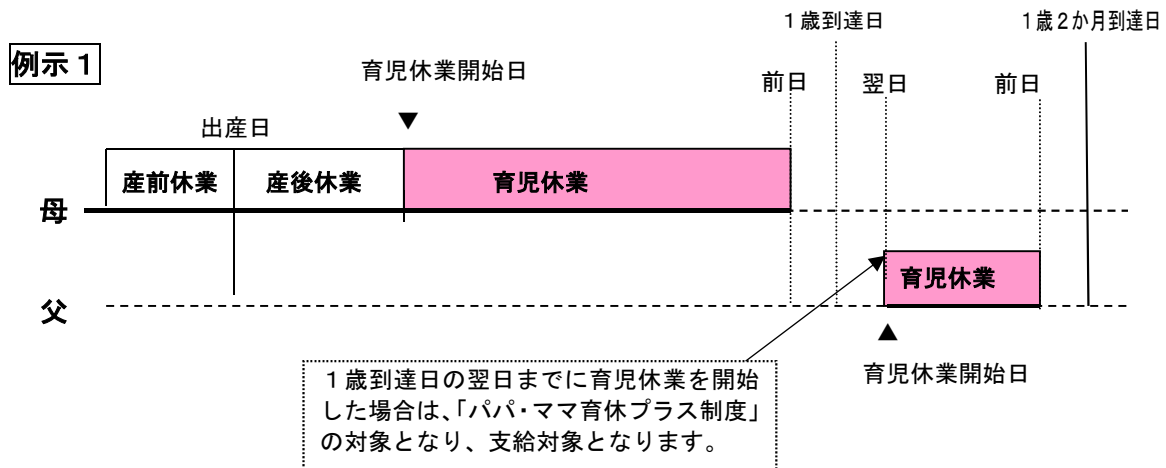 1歳到達日
1歳2か月到達日
例示1
育児休業開始日
前日
翌日
前日
出産日
▼
産前休業
産後休業
育児休業
母
育児休業
父
▲
育児休業開始日
1歳到達日の翌日までに育児休業を開始
した場合は、「パパ・ママ育休プラス制度」
の対象となり、支給対象となります。